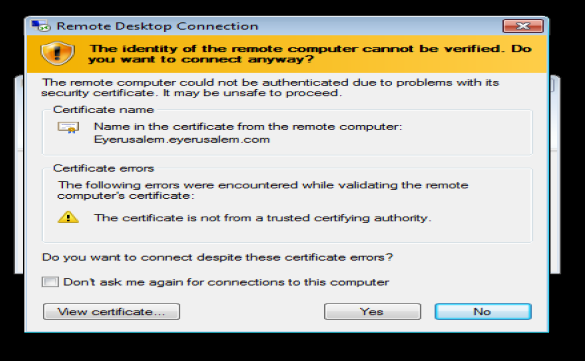 Remote Desktop Connection
The identity of the remote computer cannot be verified. Do
you want to connect anyway?
The remote computer could not be authenticated due to problems with its
security certificate. It may be unsafe to proceed.
Certificate name
Name in the certificate from the remote computer:
Eyerusalem.eyerusalem.com
Certificate errors
The following errors were encountered while validating the remote
computer's certificate:
The certificate is not from a trusted certifying authority.
Do you want to connect despite these certificate errors?
Don't ask me again for connections to this computer
View certificate...
Yes
No